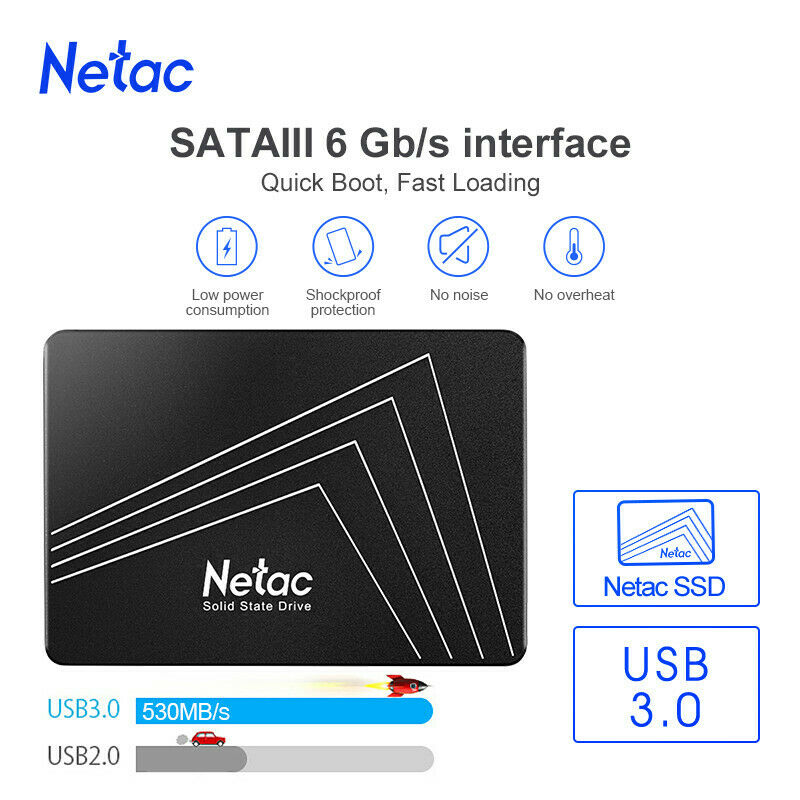 Netac
SATAIII 6 Gb/s interface
Quick Boot, Fast Loading
Low power
consumption
Shockproof
protection
No noise
No overheat
Netac
Solid State Drive
Netac
Netac SSD
USB
3.0
USB3.0 530MB/s
USB2.0